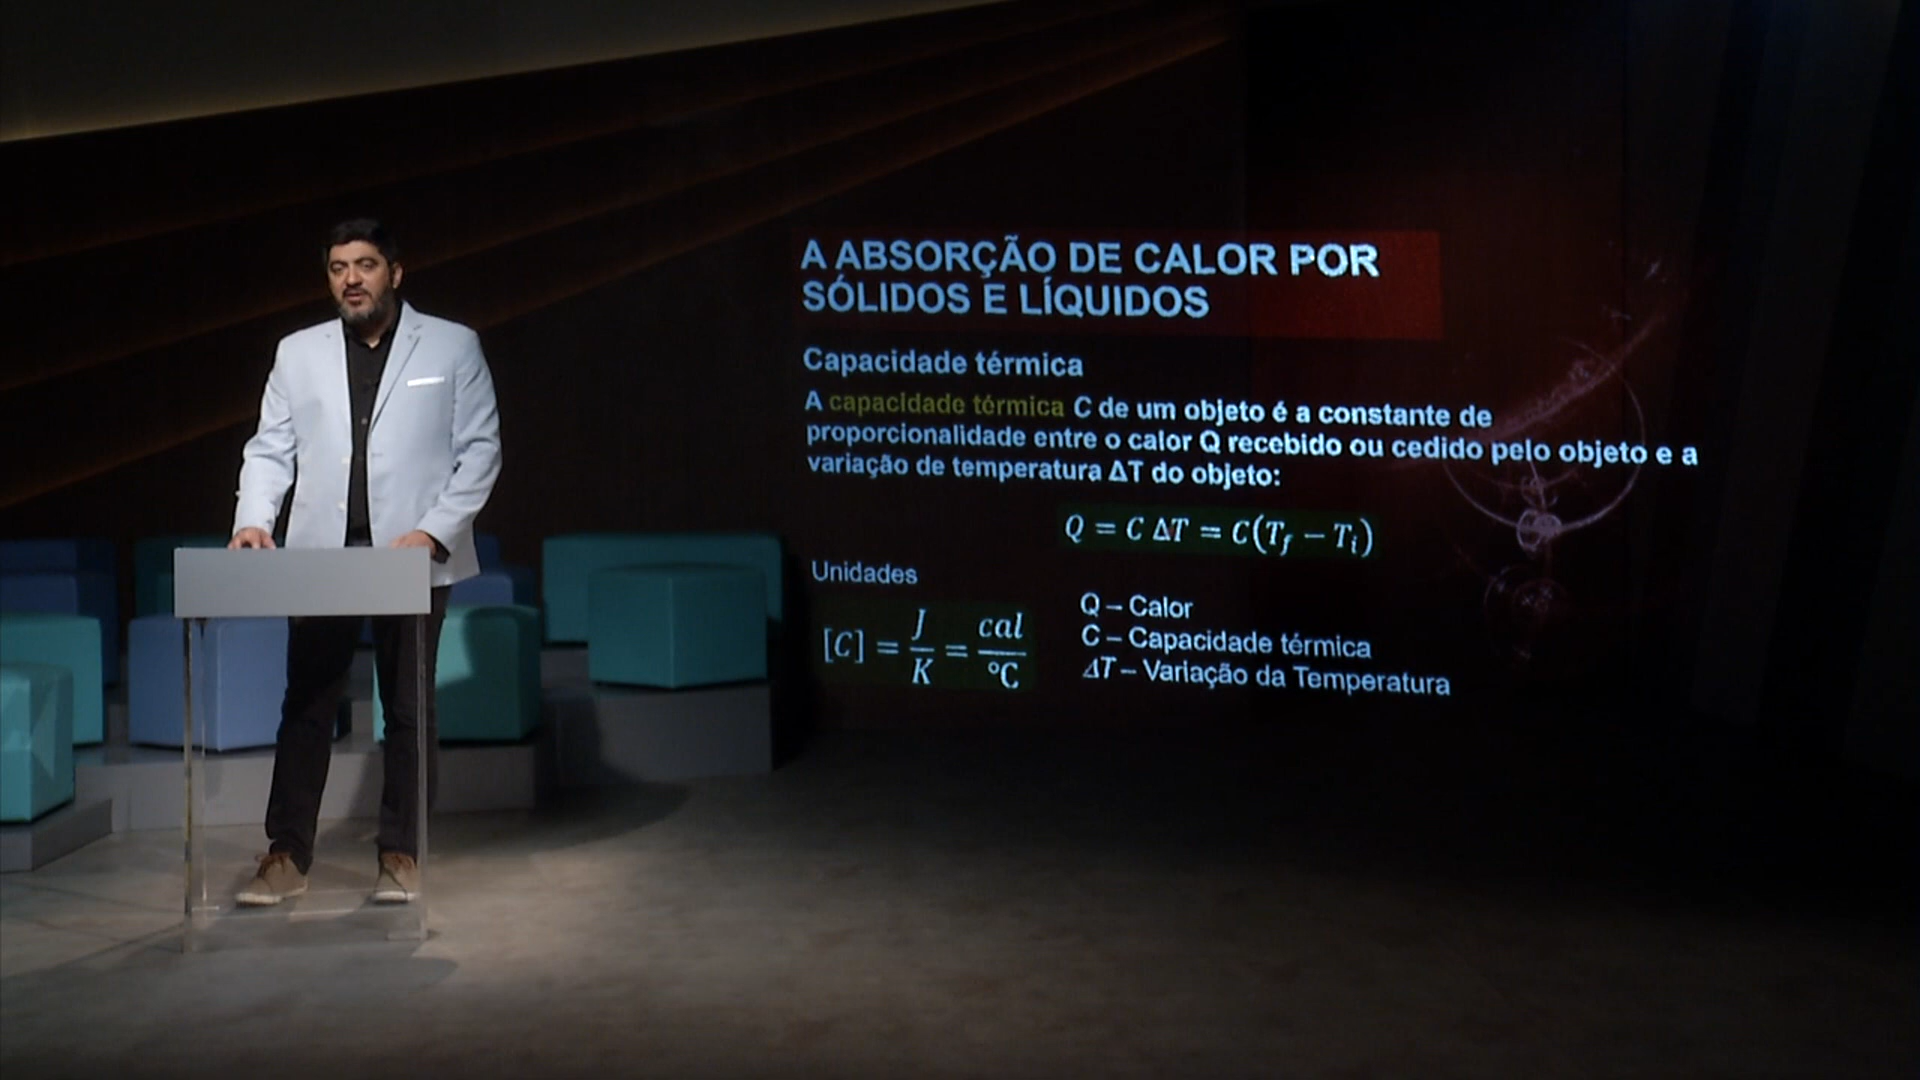 A ABSORÇÃO DE CALOR POR
SÓLIDOS E LÍQUIDOS
Capacidade térmica
A capacidade térmica C de um objeto é a constante de
proporcionalidade entre o calor Q recebido ou cedido pelo objeto e a
variação de temperatura ΔT do objeto:
Q = C ΔT = C(T_f − T_i)
Unidades
[C] = J/K = cal/°C
Q – Calor
C – Capacidade térmica
ΔT – Variação da Temperatura